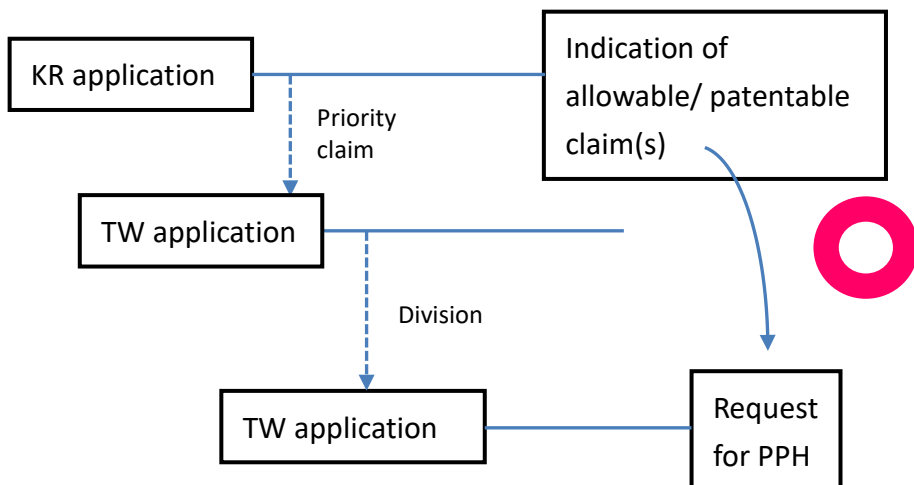 KR application
Indication of
allowable/ patentable
claim(s)
Priority
claim
TW application
Division
TW application
Request
for PPH